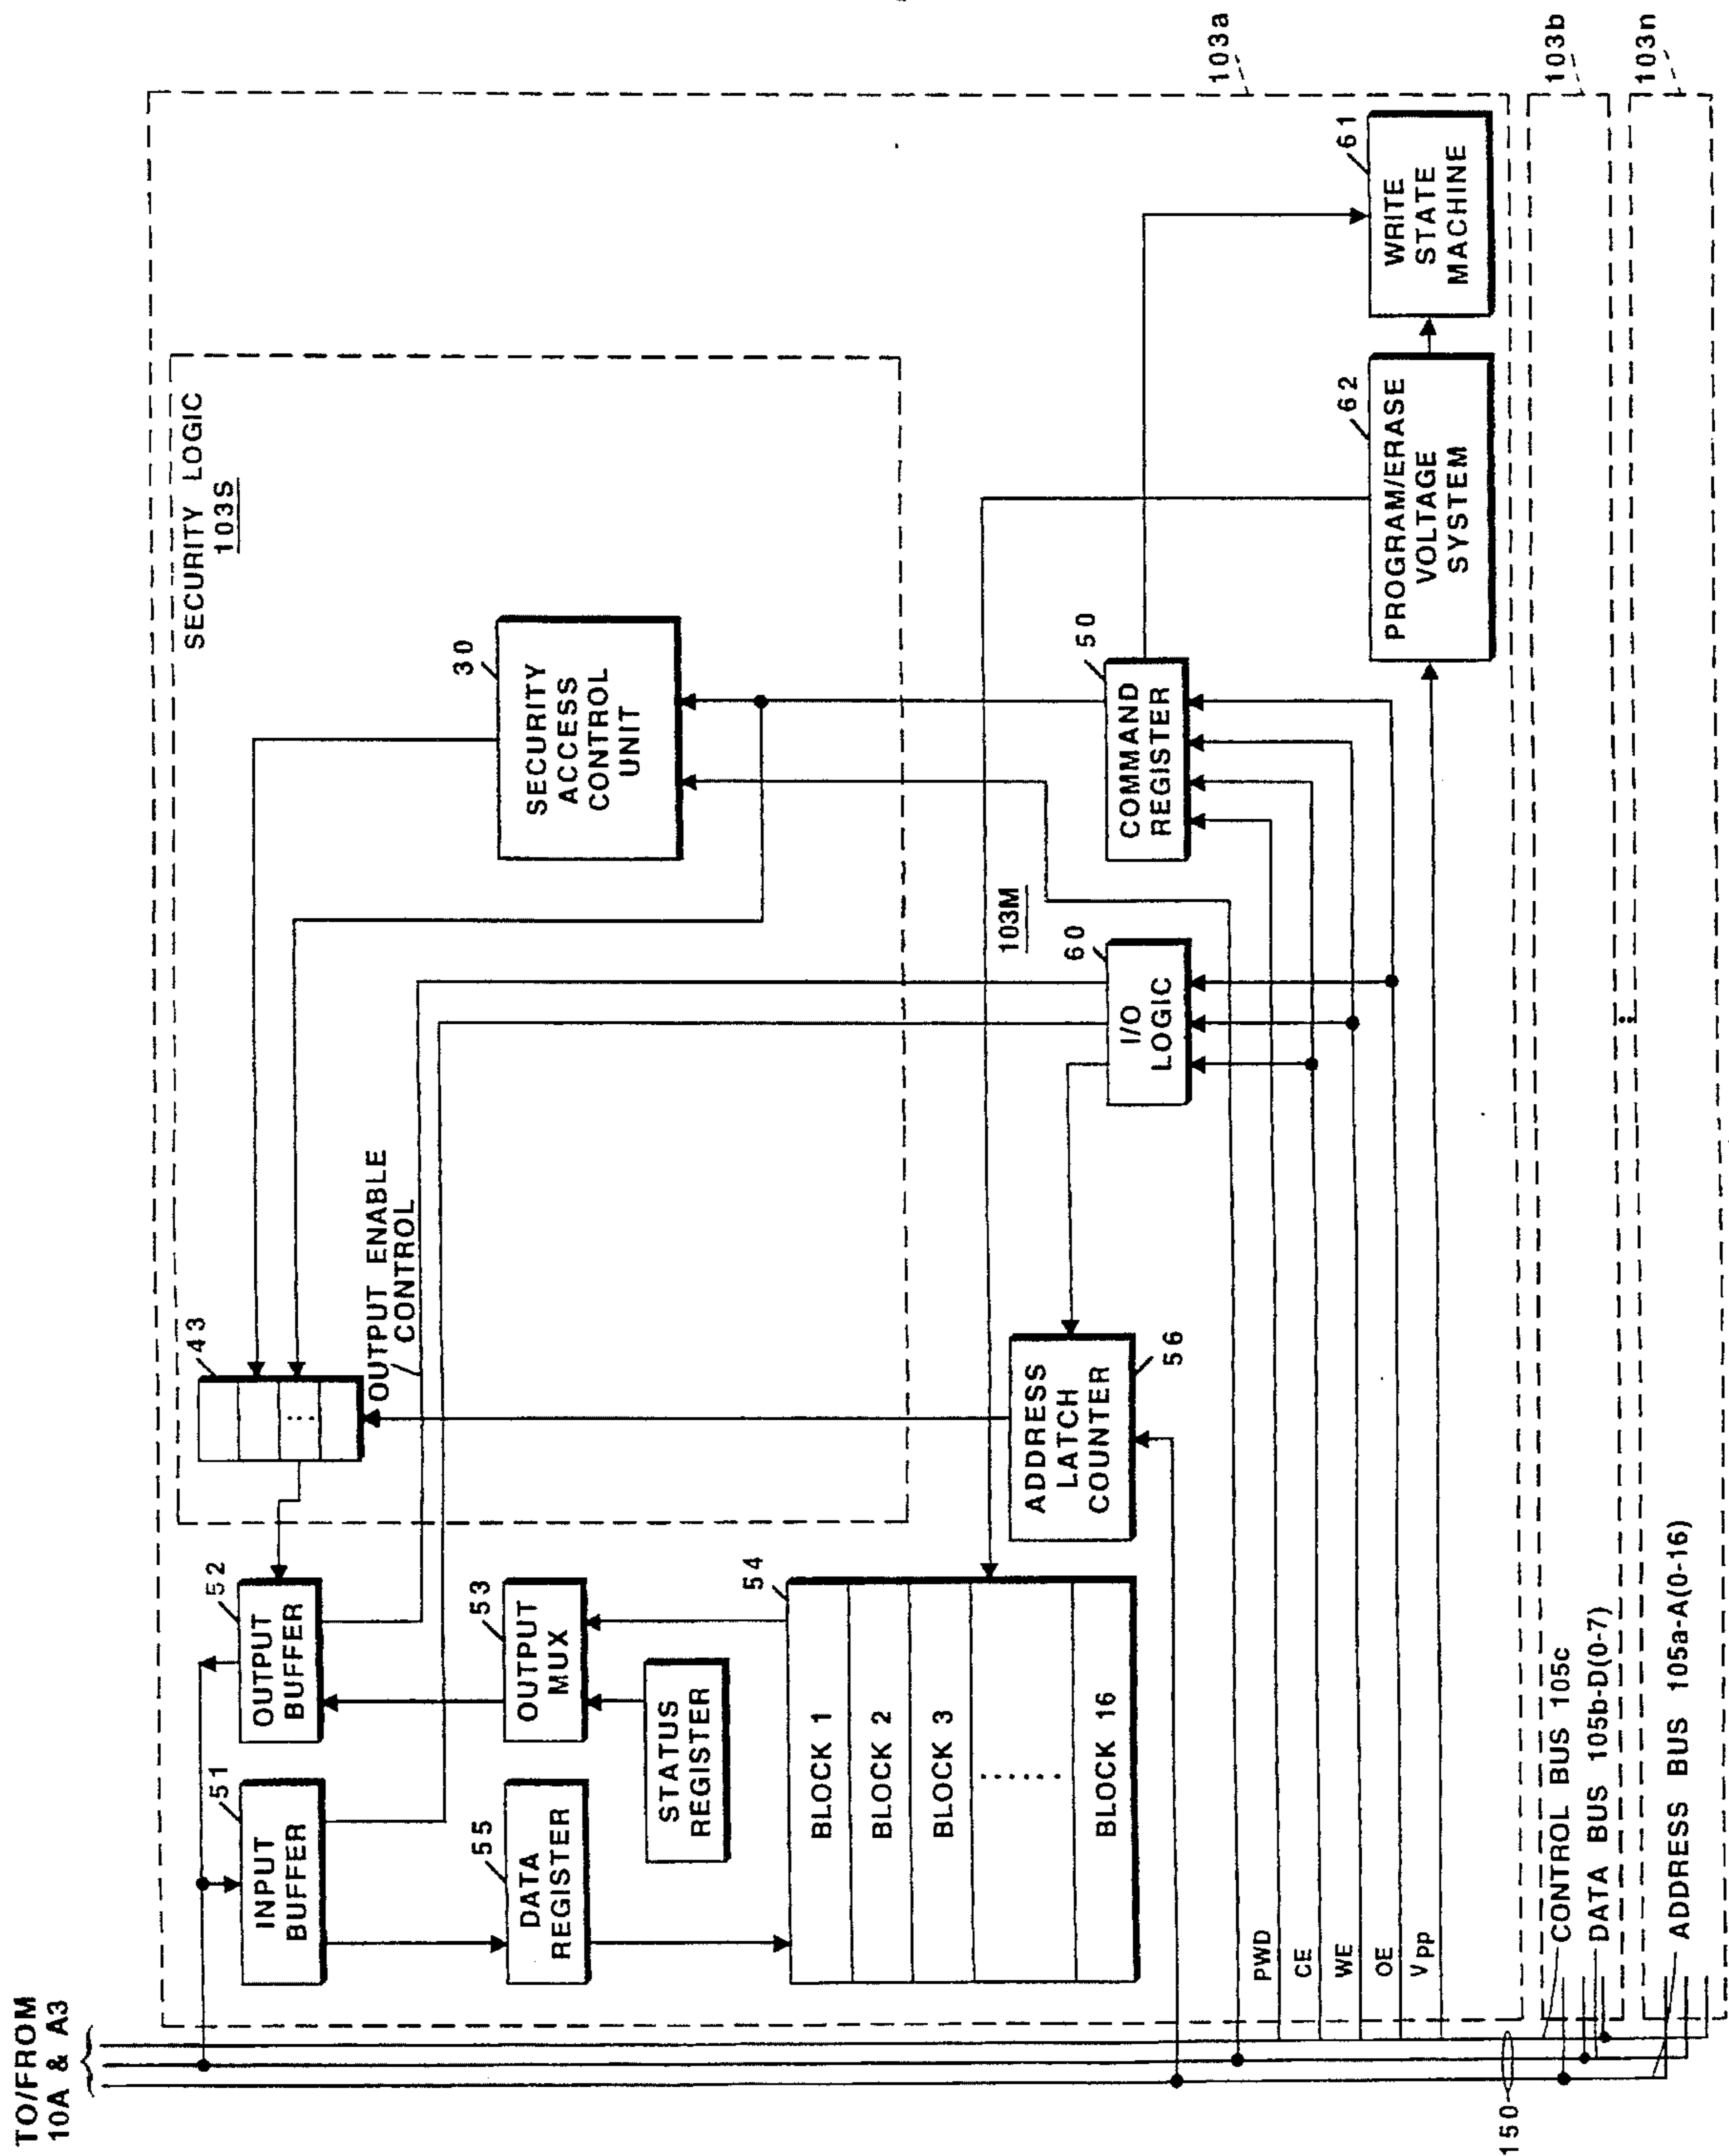 TO/FROM
10A & A3
SECURITY LOGIC
103S
103a
103b
103n
43
OUTPUT ENABLE
CONTROL
30
SECURITY
ACCESS
CONTROL
UNIT
51
INPUT
BUFFER
52
OUTPUT
BUFFER
55
DATA
REGISTER
53
OUTPUT
MUX
STATUS
REGISTER
54
BLOCK 1
BLOCK 2
BLOCK 3
.......
BLOCK 16
ADDRESS
LATCH
COUNTER
56
103M
60
I/O
LOGIC
50
COMMAND
REGISTER
62
PROGRAM/ERASE
VOLTAGE
SYSTEM
61
WRITE
STATE
MACHINE
PWD
CE
WE
OE
VPP
150
CONTROL BUS 105c
DATA BUS 105b-D(0-7)
ADDRESS BUS 105a-A(0-16)